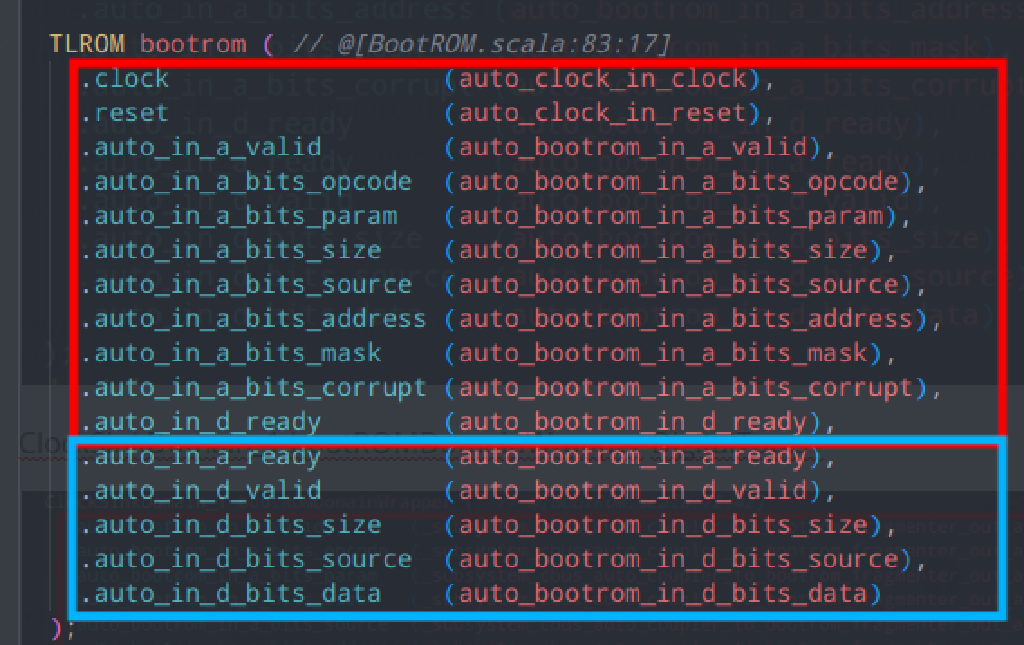 TLROM bootrom ( // @[BootROM.scala:83:17]
.clock (auto_clock_in_clock),
.reset (auto_clock_in_reset),
.auto_in_a_valid (auto_bootrom_in_a_valid),
.auto_in_a_bits_opcode (auto_bootrom_in_a_bits_opcode),
.auto_in_a_bits_param (auto_bootrom_in_a_bits_param),
.auto_in_a_bits_size (auto_bootrom_in_a_bits_size),
.auto_in_a_bits_source (auto_bootrom_in_a_bits_source),
.auto_in_a_bits_address (auto_bootrom_in_a_bits_address),
.auto_in_a_bits_mask (auto_bootrom_in_a_bits_mask),
.auto_in_a_bits_corrupt (auto_bootrom_in_a_bits_corrupt),
.auto_in_d_ready (auto_bootrom_in_d_ready),
.auto_in_a_ready (auto_bootrom_in_a_ready),
.auto_in_d_valid (auto_bootrom_in_d_valid),
.auto_in_d_bits_size (auto_bootrom_in_d_bits_size),
.auto_in_d_bits_source (auto_bootrom_in_d_bits_source),
.auto_in_d_bits_data (auto_bootrom_in_d_bits_data)
);